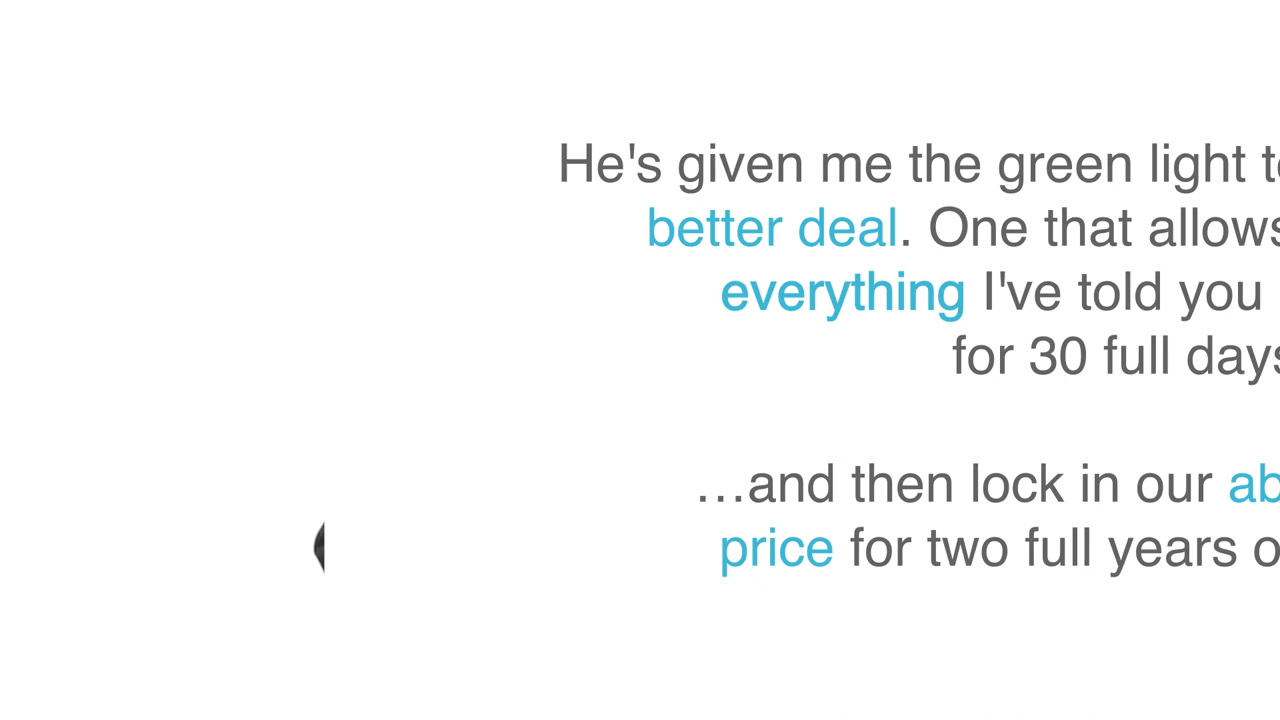 He's given me the green light
better deal. One that allows
everything I've told you
for 30 full days
…and then lock in our
price for two full years